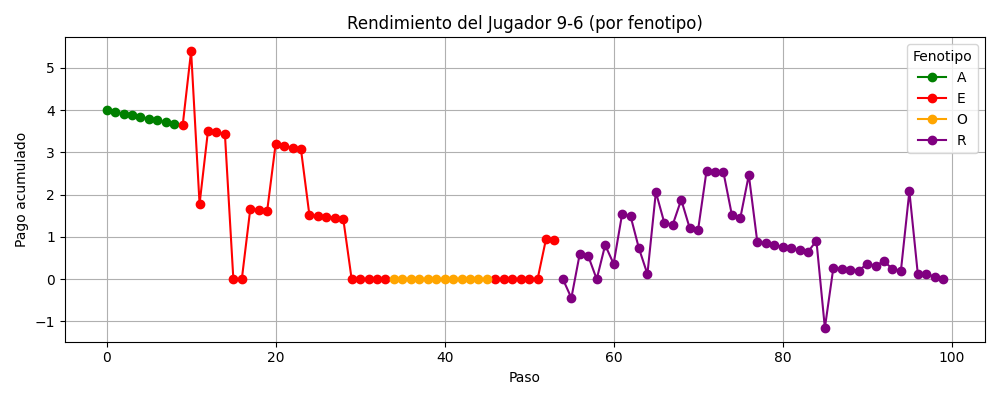 Rendimiento del Jugador 9-6 (por fenotipo)
Pago acumulado
5
4
3
2
1
0
−1
Fenotipo
A
E
O
R
0 20 40 60 80 100
Paso